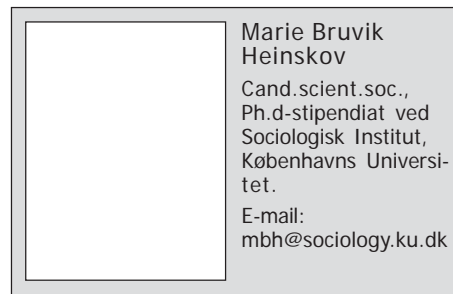 Marie Bruvik
Heinskov
Cand.scient.soc.,
Ph.d-stipendiat ved
Sociologisk Institut,
Københavns Universi-
tet.
E-mail:
mbh@sociology.ku.dk